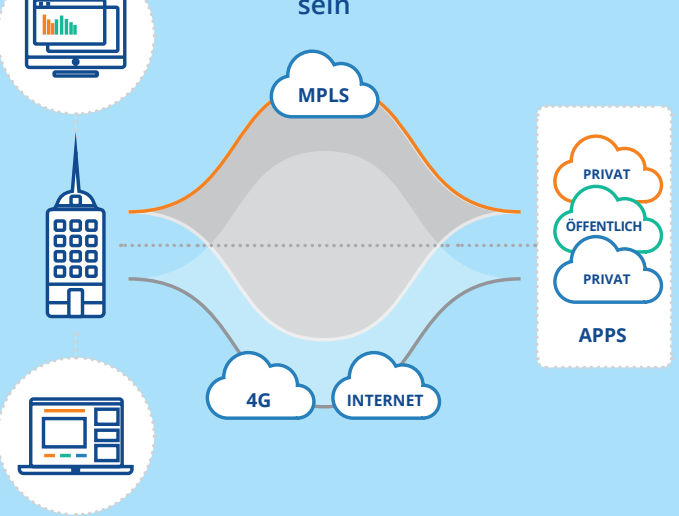 sein
MPLS
PRIVAT
ÖFFENTLICH
PRIVAT
APPS
4G
INTERNET